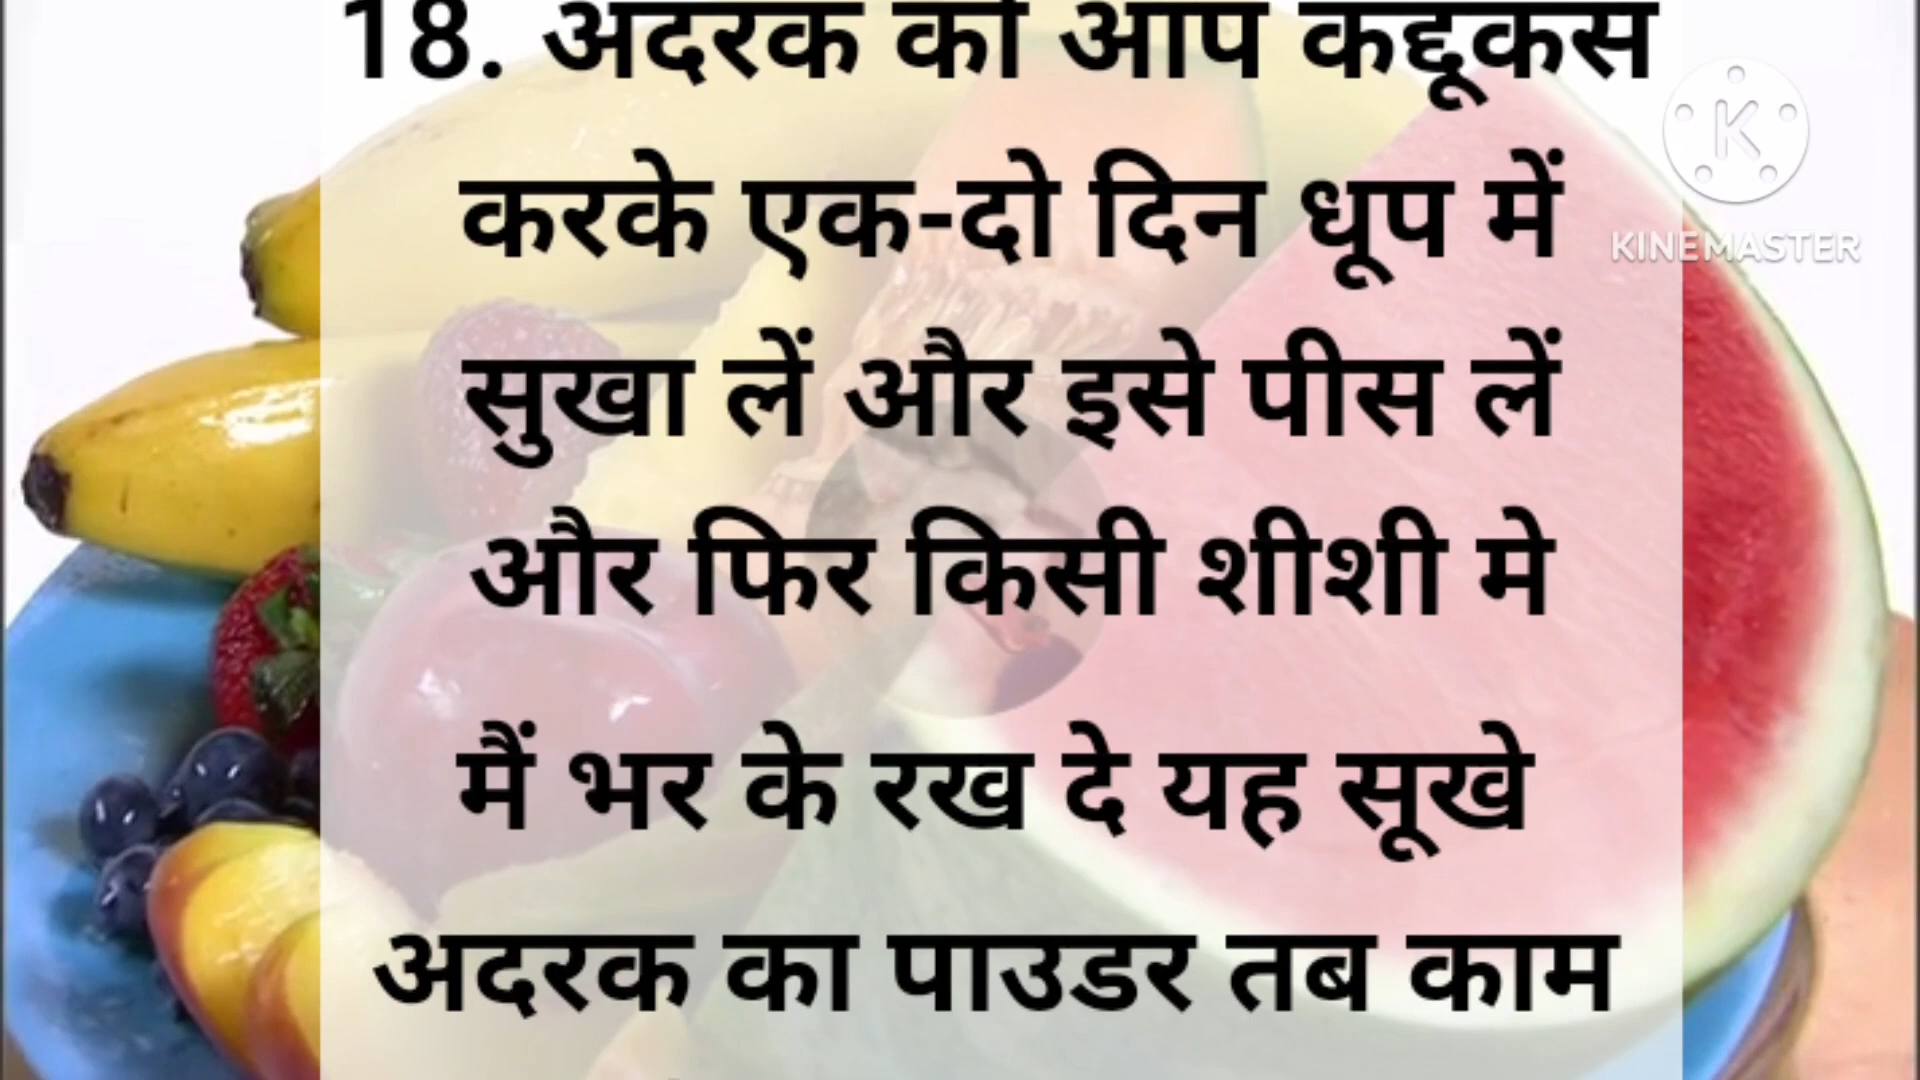 18. अदरक को आप कद्दूकस
करके एक-दो दिन धूप में
सुखा लें और इसे पीस लें
और फिर किसी शीशी मे
मैं भर के रख दे यह सूखे
अदरक का पाउडर तब काम
K
KINEMASTER